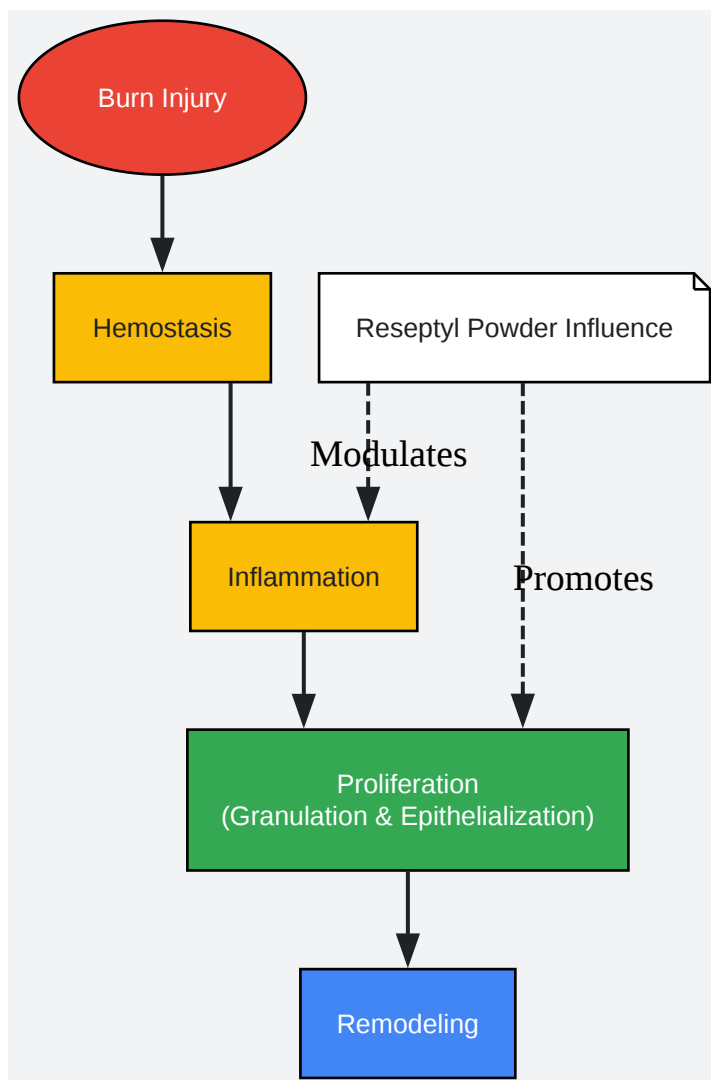 Burn Injury
Hemostasis
Reseptyl Powder Influence
Modulates
Inflammation
Promotes
Proliferation
(Granulation & Epithelialization)
Remodeling